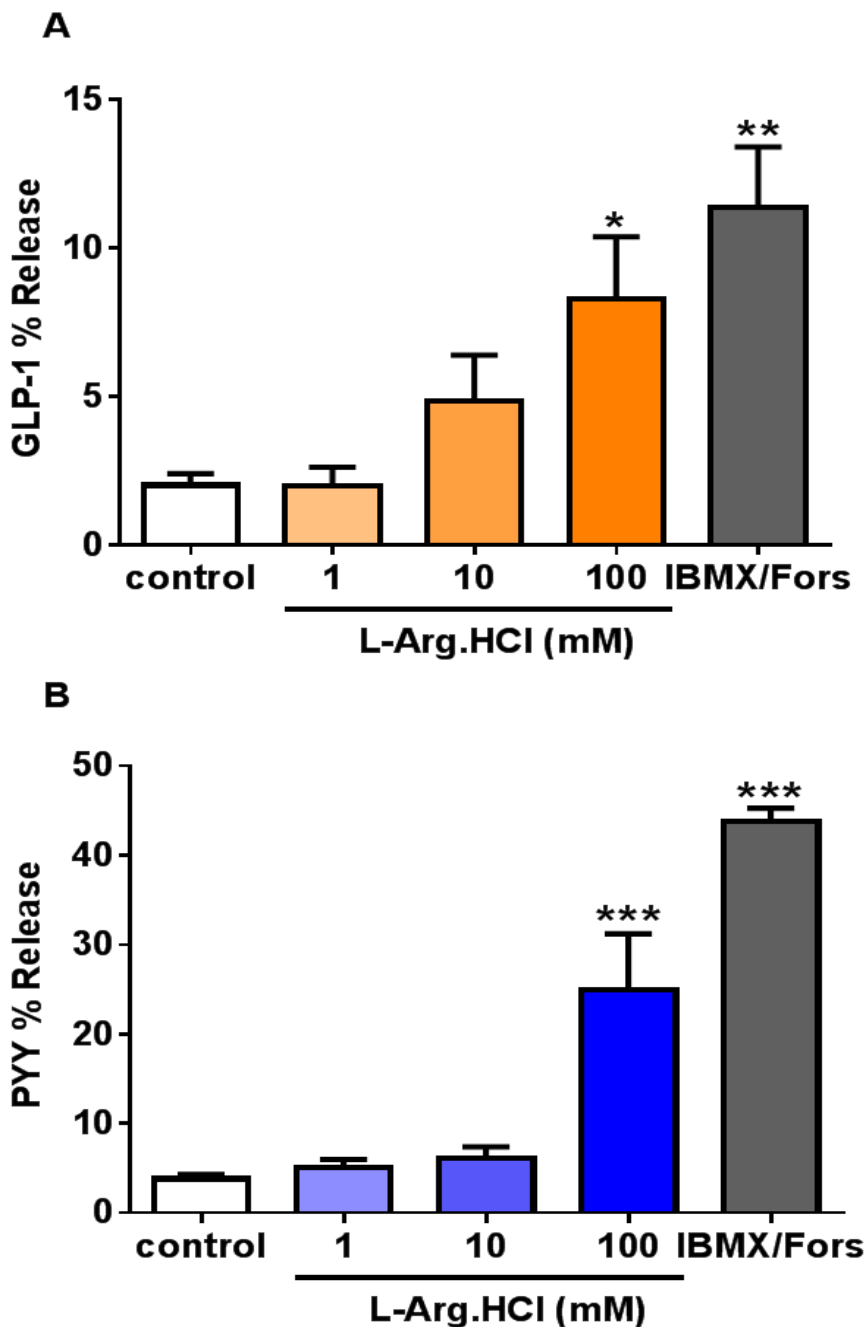 A
15
10
5
0
GLP-1 % Release
*
**
control 1 10 100 IBMX/Fors
L-Arg.HCl (mM)
B
50
40
30
20
10
0
PYY % Release
***
***
control 1 10 100 IBMX/Fors
L-Arg.HCl (mM)